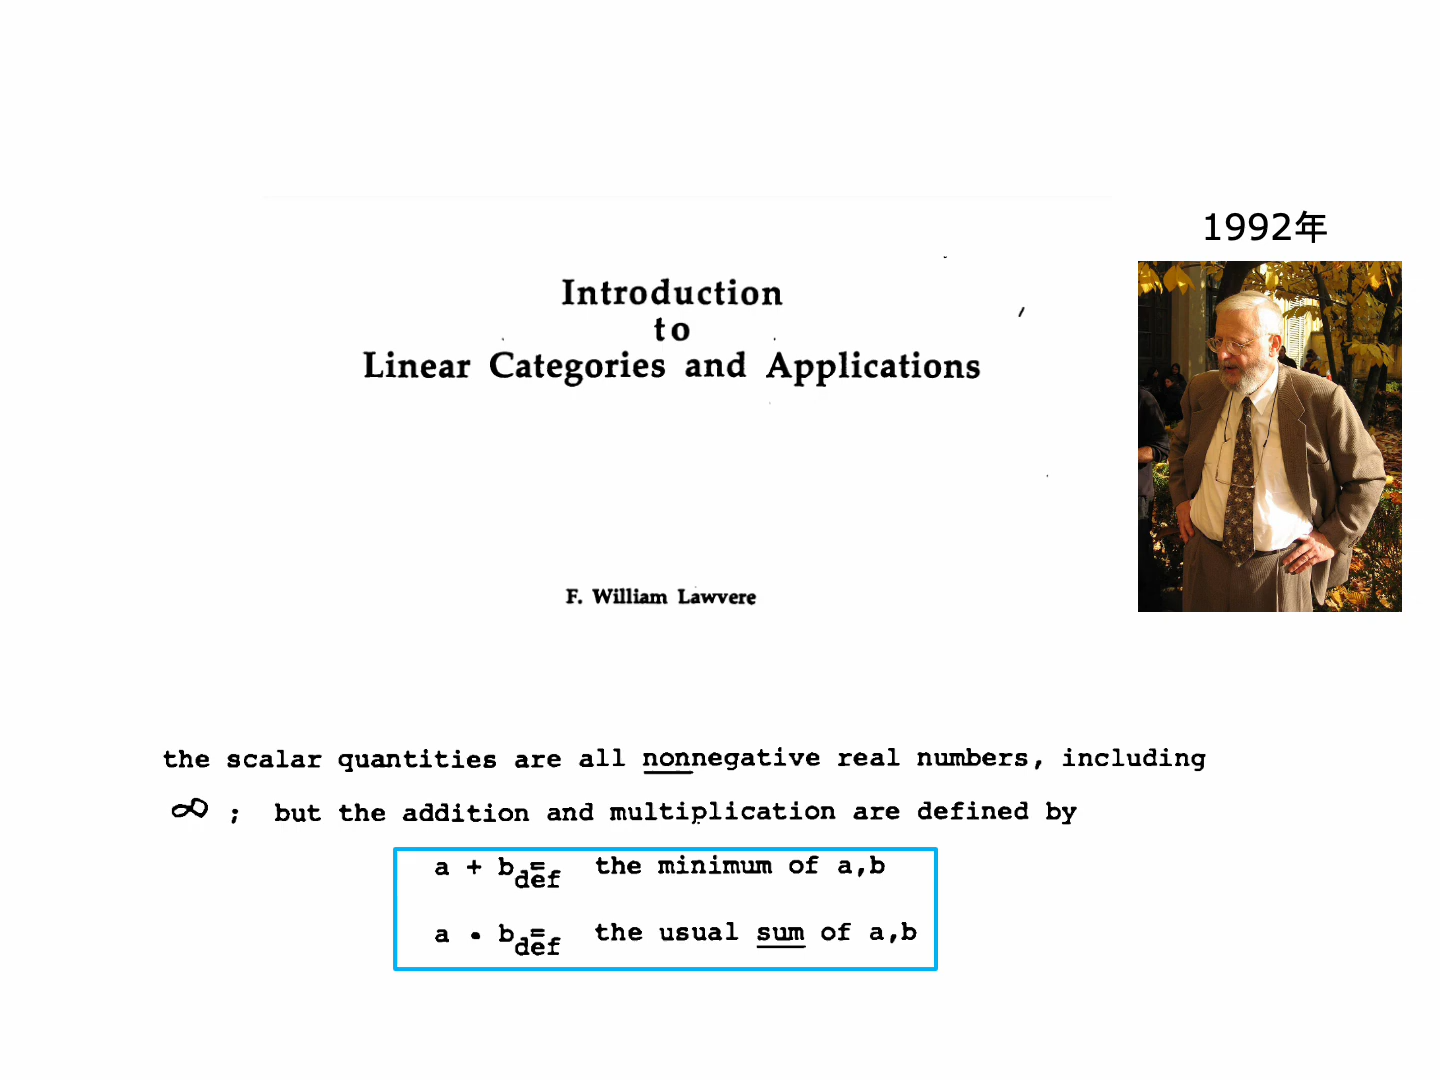 1992年
Introduction
to
Linear Categories and Applications
F. William Lawvere
the scalar quantities are all nonnegative real numbers, including
∞ ; but the addition and multiplication are defined by
a + b =def the minimum of a,b
a • b =def the usual sum of a,b